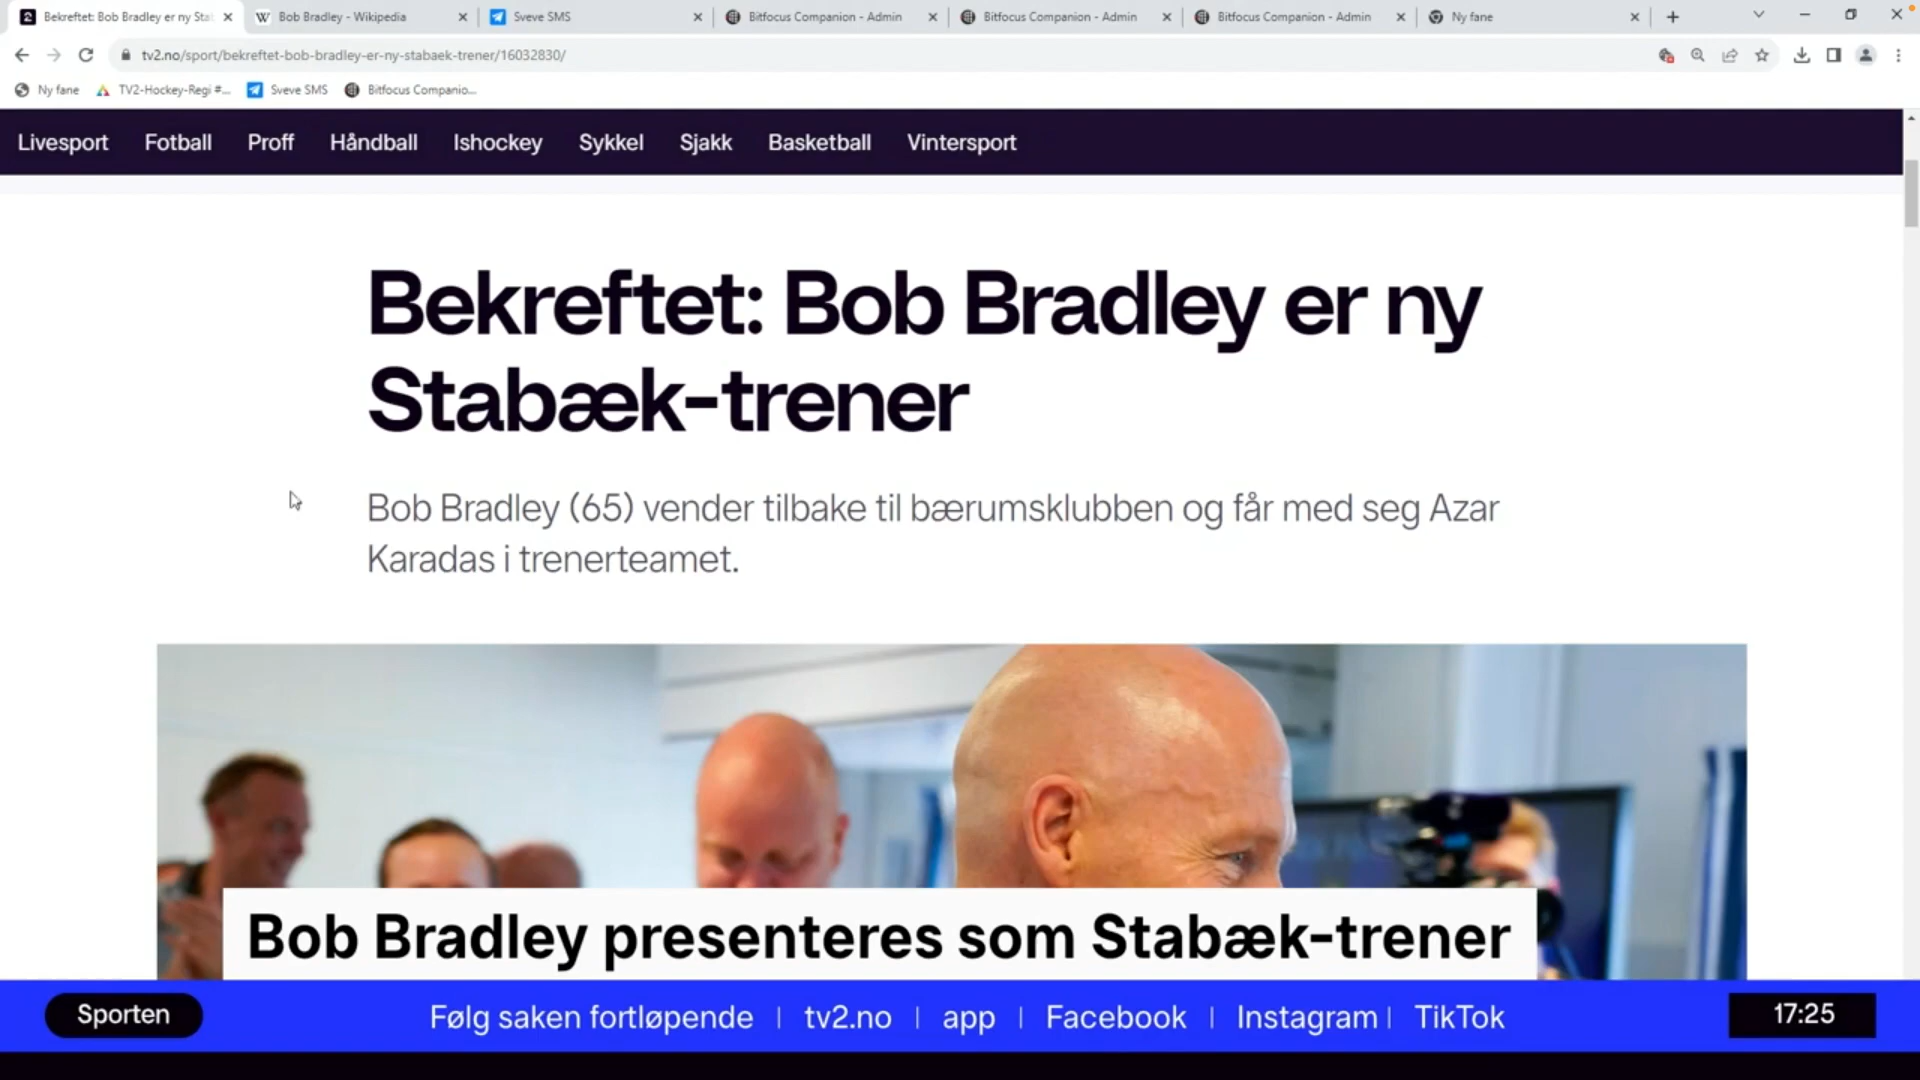 Bekreftet: Bob Bradley er ny Stal
Bob Bradley - Wikipedia
Sveve SMS
Bitfocus Companion - Admin
Bitfocus Companion - Admin
Bitfocus Companion - Admin
Ny fane
tv2.no/sport/bekreftet-bob-bradley-er-ny-stabaek-trener/16032830/
Ny fane
TV2-Hockey-Regi #...
Sveve SMS
Bitfocus Companio...
Livesport Fotball Proff Håndball Ishockey Sykkel Sjakk Basketball Vintersport
Bekreftet: Bob Bradley er ny
Stabæk-trener
Bob Bradley (65) vender tilbake til bærumsklubben og får med seg Azar
Karadas i trenerteamet.
Bob Bradley presenteres som Stabæk-trener
Sporten
Følg saken fortløpende | tv2.no | app | Facebook | Instagram | TikTok
17:25